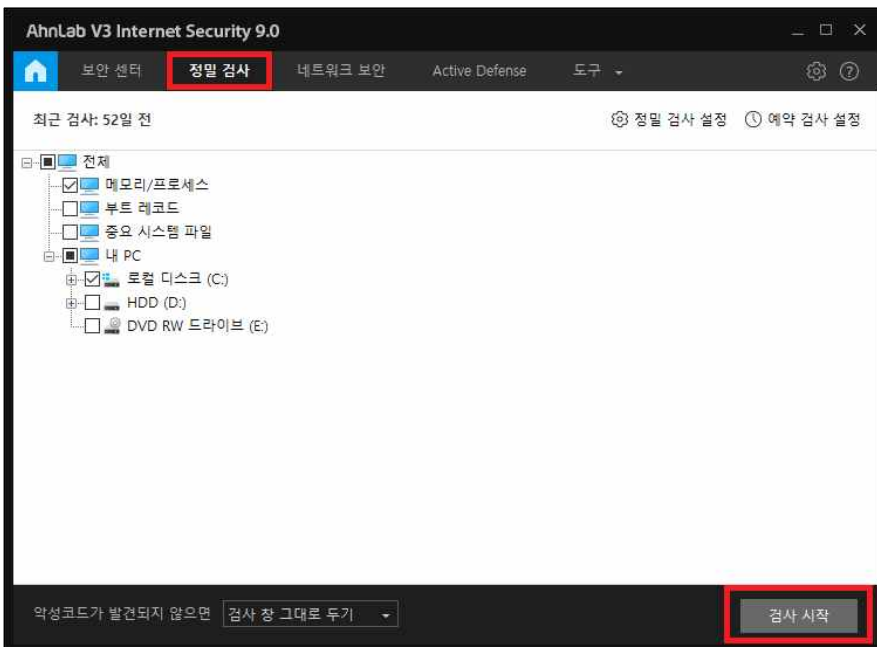 AhnLab V3 Internet Security 9.0
보안 센터 정밀 검사 네트워크 보안 Active Defense 도구
최근 검사: 52일 전 정밀 검사 설정 예약 검사 설정
전체
메모리/프로세스
부트 레코드
중요 시스템 파일
내 PC
로컬 디스크 (C:)
HDD (D:)
DVD RW 드라이브 (E:)
악성코드가 발견되지 않으면 검사 창 그대로 두기 검사 시작